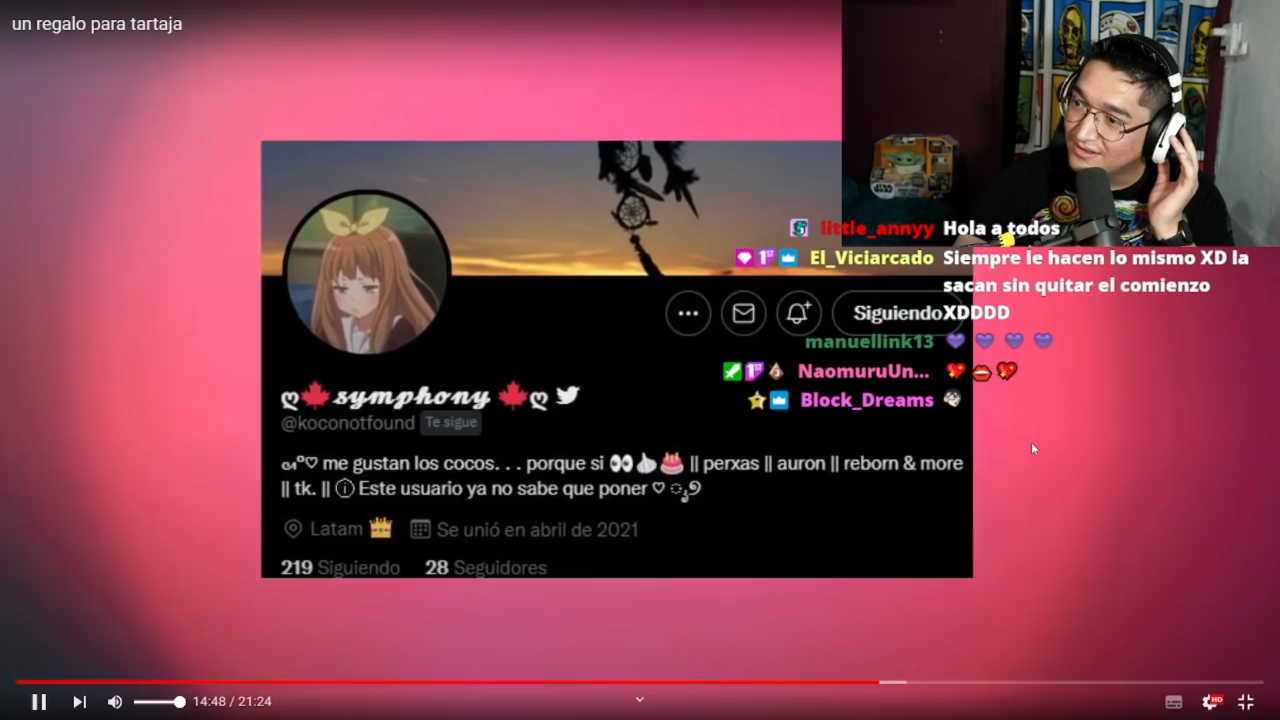 un regalo para tartaja
little_annyy Hola a todos
El_Viciarcado Siempre le hacen lo mismo XD la
sacan sin quitar el comienzo
XDDDD
manuellink13 💜 💜 💜 💜
NaomuruUn... 💖 👄 💖
Block_Dreams
Siguiendo
ღ🍁 𝓼𝔂𝓶𝓹𝓱𝓸𝓷𝔂 🍁ღ
@koconotfound Te sigue
me gustan los cocos. . . porque si 👀👍🎂 || perxas || auron || reborn & more
|| tk. || ⓘ Este usuario ya no sabe que poner ♡
Latam 👑 Se unió en abril de 2021
219 Siguiendo 28 Seguidores
14:48 / 21:24
HD